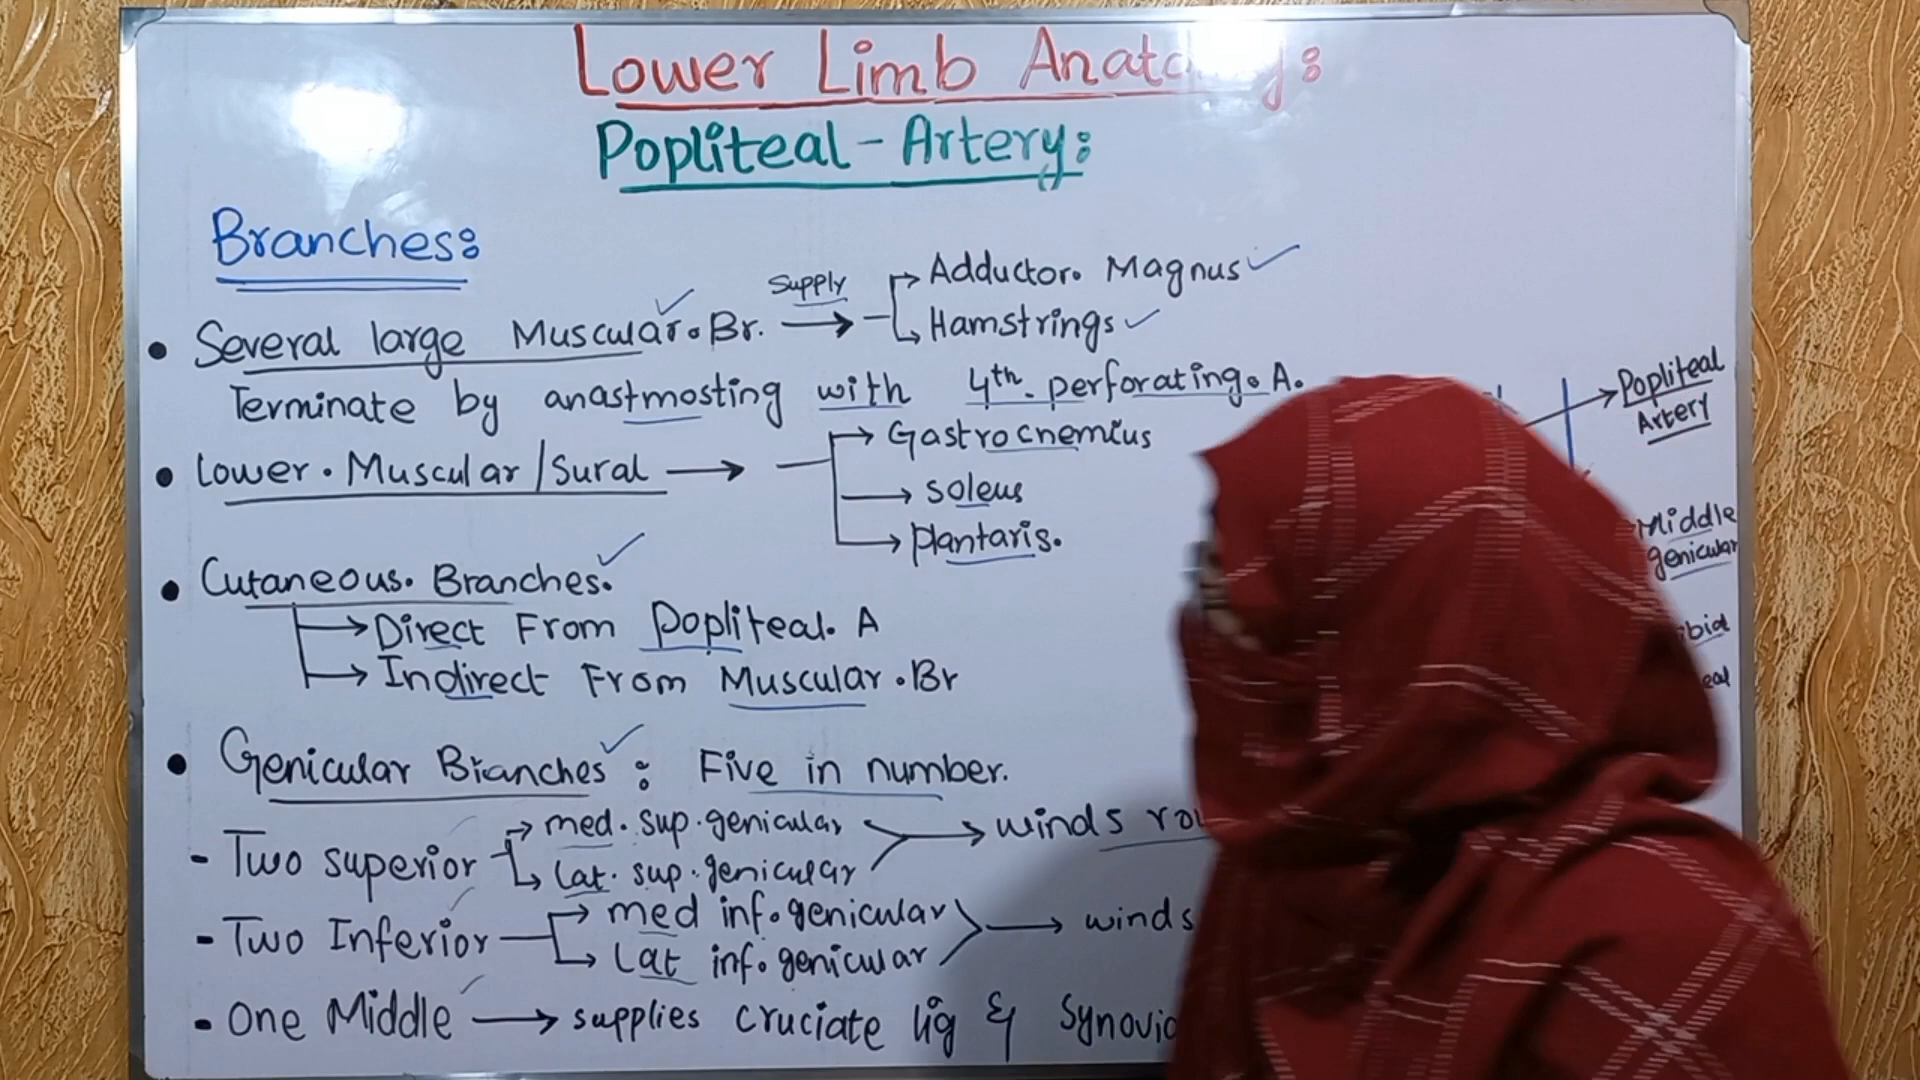 Lower Limb
Popliteal - Artery:
Branches:
• Several large Muscular. Br. Supply → Adductor. Magnus ✓
Hamstrings ✓
Terminate by anastmosting with 4th. perforating. A.
• Lower. Muscular/Sural → Gastrocnemius
→ Soleus
→ Plantaris.
• Cutaneous. Branches.
→ Direct From Popliteal. A
→ Indirect From Muscular. Br
• Genicular Branches: Five in number.
- Two superior → med. sup. genicular → winds
→ Lat. sup. genicular
- Two Inferior → med inf. genicular → winds
→ Lat inf. genicular
- One Middle → supplies cruciate lig &
Popliteal
Artery
Middle
genicular